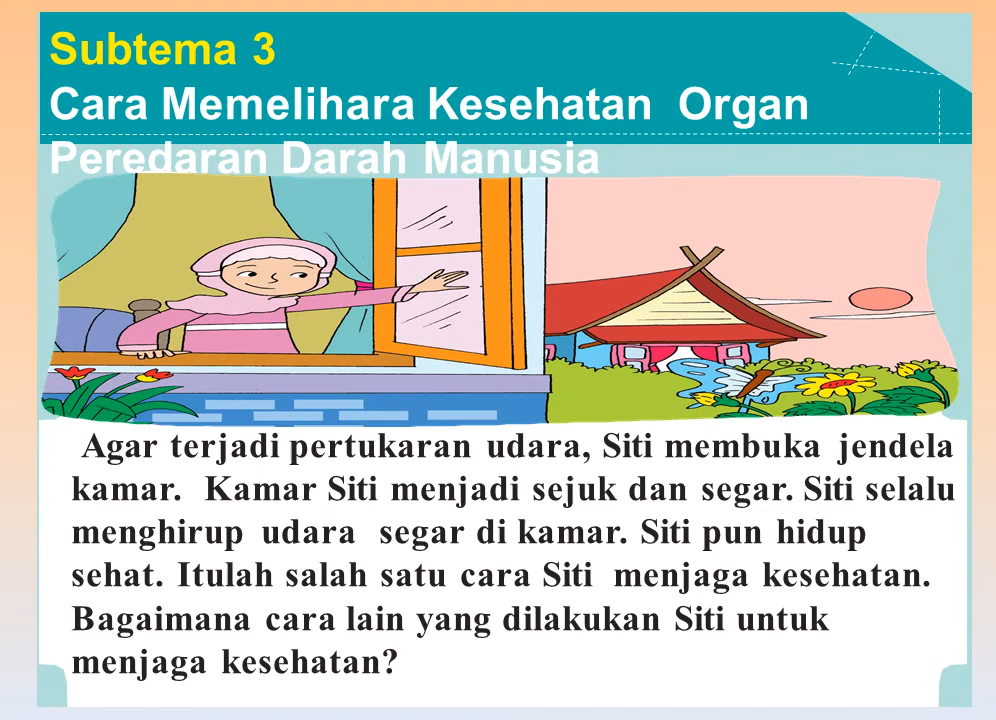 Subtema 3
Cara Memelihara Kesehatan Organ
Peredaran Darah Manusia
Agar terjadi pertukaran udara, Siti membuka jendela
kamar. Kamar Siti menjadi sejuk dan segar. Siti selalu
menghirup udara segar di kamar. Siti pun hidup
sehat. Itulah salah satu cara Siti menjaga kesehatan.
Bagaimana cara lain yang dilakukan Siti untuk
menjaga kesehatan?